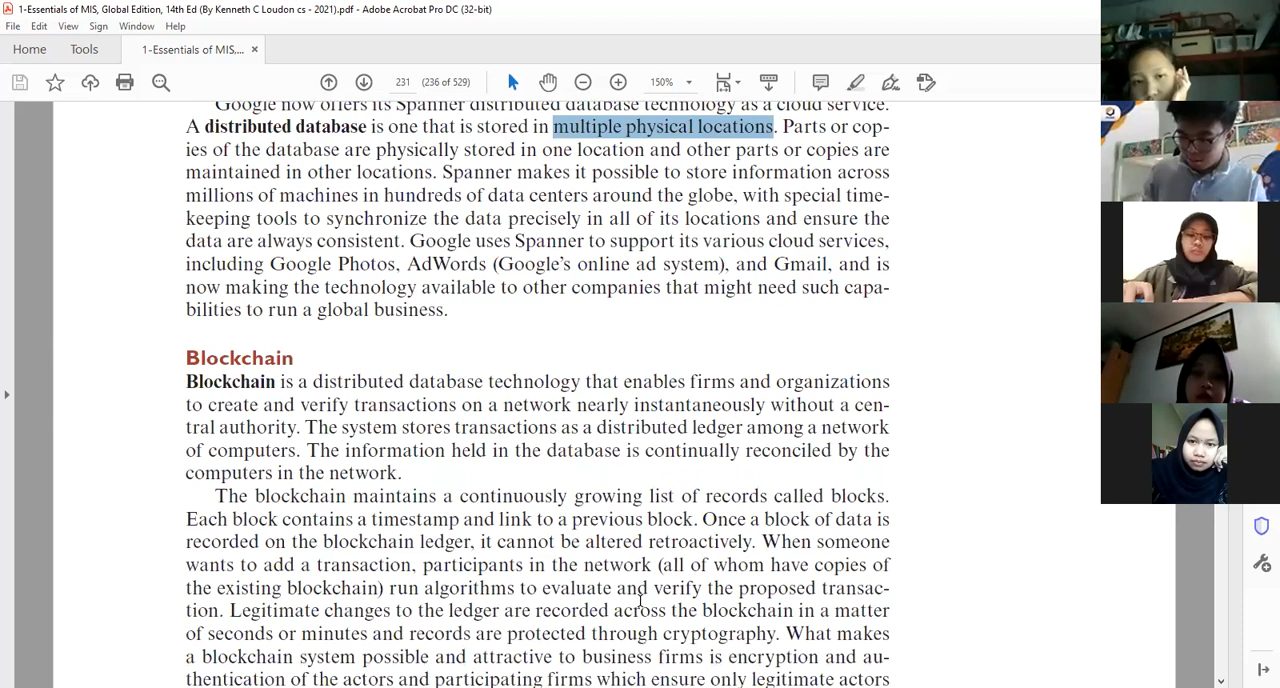 1-Essentials of MIS, Global Edition, 14th Ed (By Kenneth C Loudon cs - 2021).pdf - Adobe Acrobat Pro DC (32-bit)
File Edit View Sign Window Help
Home Tools 1-Essentials of MIS,... ×
231 (236 of 529) 150%
Google now offers its Spanner distributed database technology as a cloud service.
A distributed database is one that is stored in multiple physical locations. Parts or cop-
ies of the database are physically stored in one location and other parts or copies are
maintained in other locations. Spanner makes it possible to store information across
millions of machines in hundreds of data centers around the globe, with special time-
keeping tools to synchronize the data precisely in all of its locations and ensure the
data are always consistent. Google uses Spanner to support its various cloud services,
including Google Photos, AdWords (Google's online ad system), and Gmail, and is
now making the technology available to other companies that might need such capa-
bilities to run a global business.
Blockchain
Blockchain is a distributed database technology that enables firms and organizations
to create and verify transactions on a network nearly instantaneously without a cen-
tral authority. The system stores transactions as a distributed ledger among a network
of computers. The information held in the database is continually reconciled by the
computers in the network.
The blockchain maintains a continuously growing list of records called blocks.
Each block contains a timestamp and link to a previous block. Once a block of data is
recorded on the blockchain ledger, it cannot be altered retroactively. When someone
wants to add a transaction, participants in the network (all of whom have copies of
the existing blockchain) run algorithms to evaluate and verify the proposed transac-
tion. Legitimate changes to the ledger are recorded across the blockchain in a matter
of seconds or minutes and records are protected through cryptography. What makes
a blockchain system possible and attractive to business firms is encryption and au-
thentication of the actors and participating firms which ensure only legitimate actors